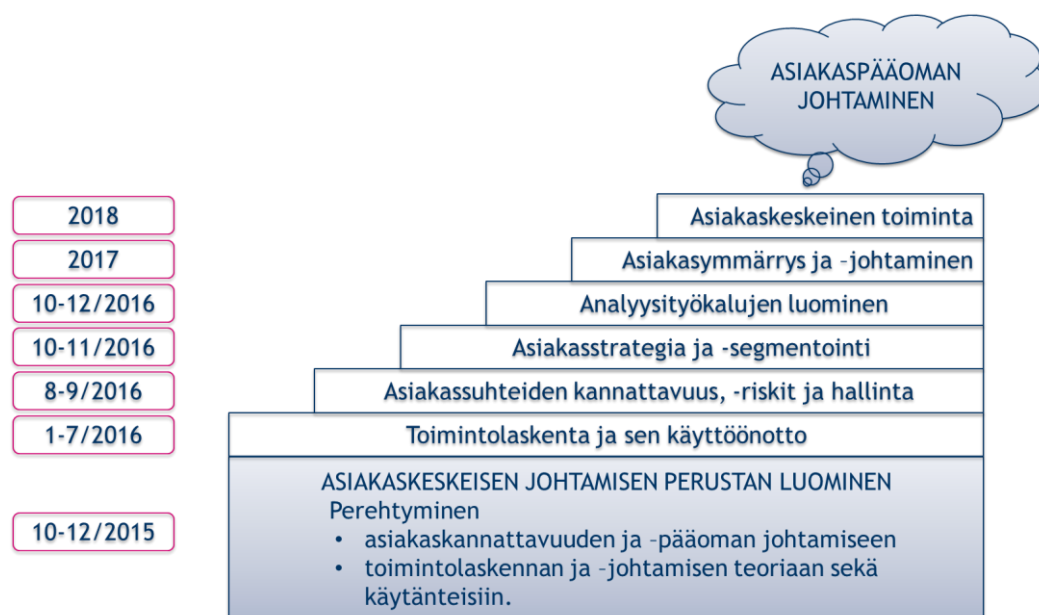 ASIAKASPÄÄOMAN
JOHTAMINEN
2018
Asiakaskeskeinen toiminta
2017
Asiakasymmärrys ja –johtaminen
10-12/2016
Analyysityökalujen luominen
10-11/2016
Asiakasstrategia ja -segmentointi
8-9/2016
Asiakassuhteiden kannattavuus, -riskit ja hallinta
1-7/2016
Toimintolaskenta ja sen käyttöönotto
10-12/2015
ASIAKASKESKEISEN JOHTAMISEN PERUSTAN LUOMINEN
Perehtyminen
• asiakaskannattavuuden ja –pääoman johtamiseen
• toimintolaskennan ja –johtamisen teoriaan sekä
käytänteisiin.